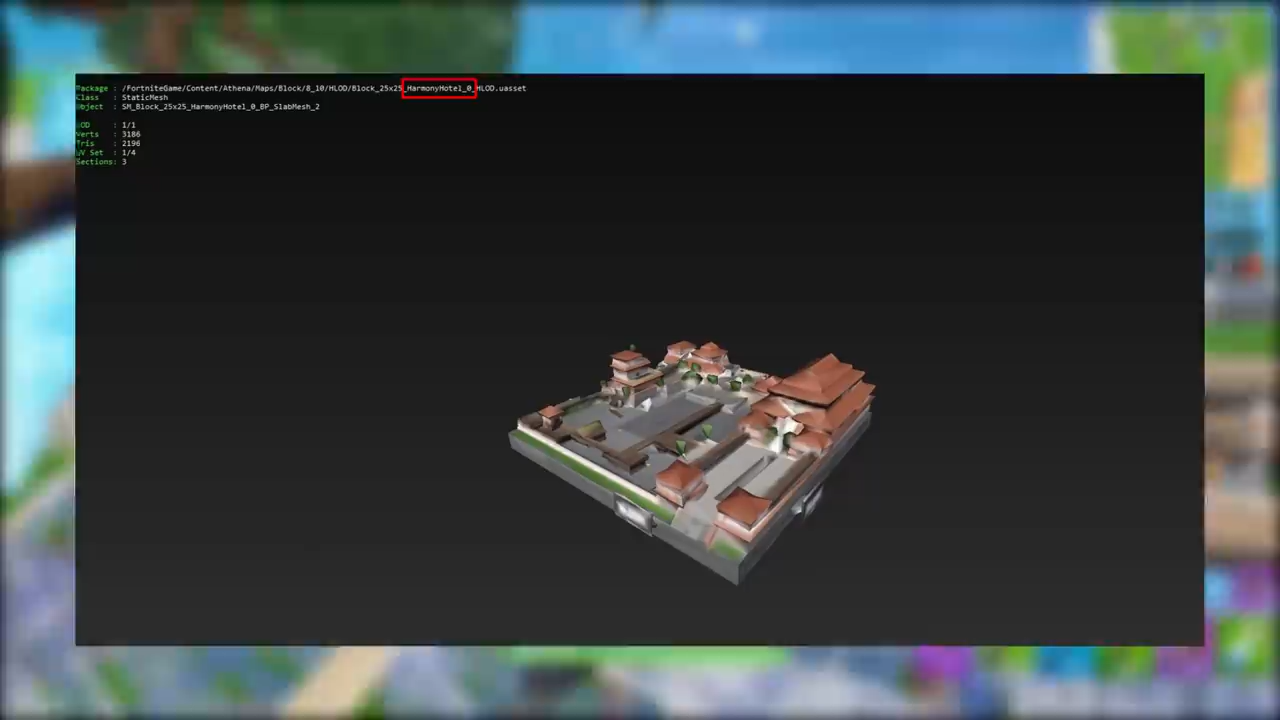 Package : /FortniteGame/Content/Athena/Maps/Block/8_10/HLOD/Block_25x25_HarmonyHotel_0_HLOD.uasset
Class : StaticMesh
Object : SM_Block_25x25_HarmonyHotel_0_BP_SlabMesh_2
LOD : 1/1
Verts : 3186
Tris : 2196
UV Set : 1/4
Sections: 3